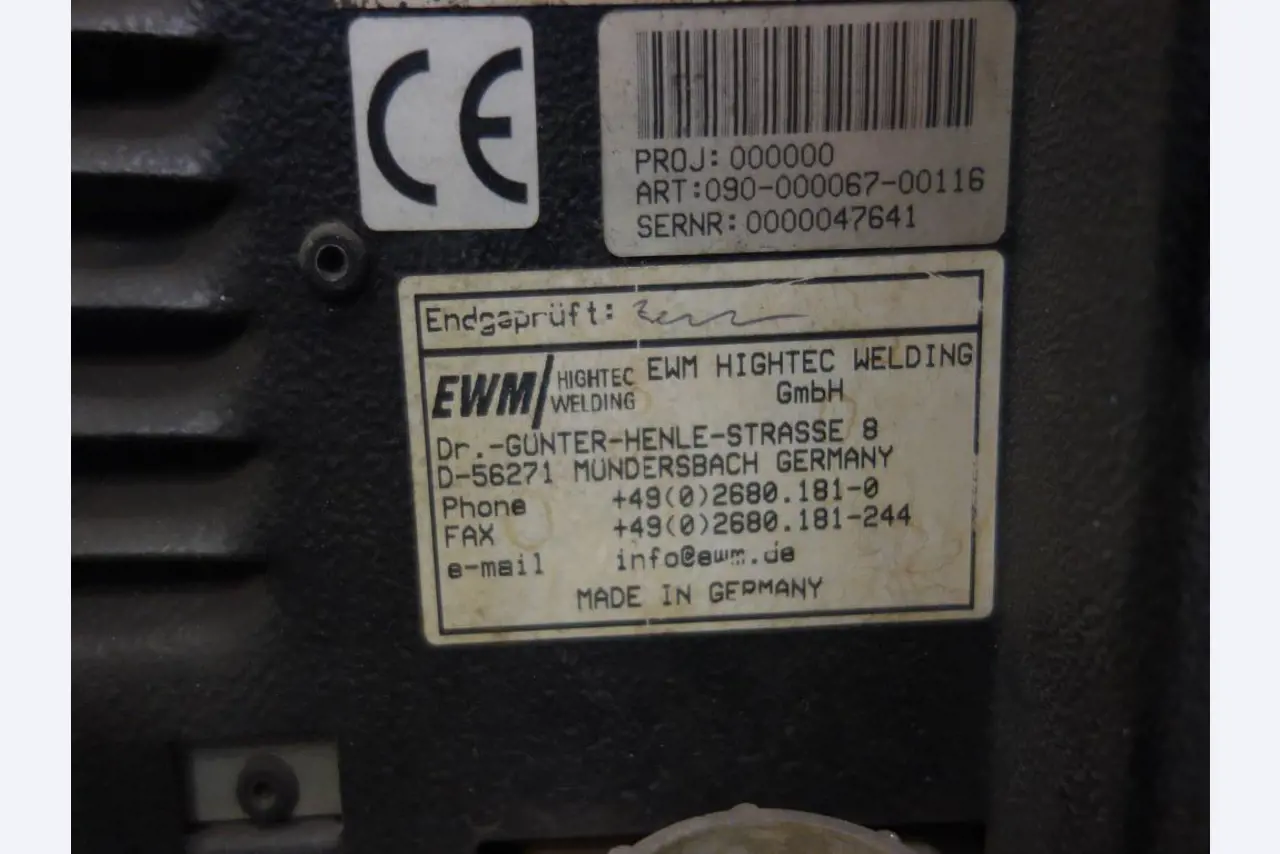 CE
PROJ: 000000
ART:090-000067-00116
SERNR: 0000047641
Endgeprüft:
EWM/ HIGHTEC WELDING
EWM HIGHTEC WELDING
GmbH
Dr.-GÜNTER-HENLE-STRASSE 8
D-56271 MÜNDERSBACH GERMANY
Phone +49(0)2680.181-0
FAX +49(0)2680.181-244
e-mail info@ewm.de
MADE IN GERMANY